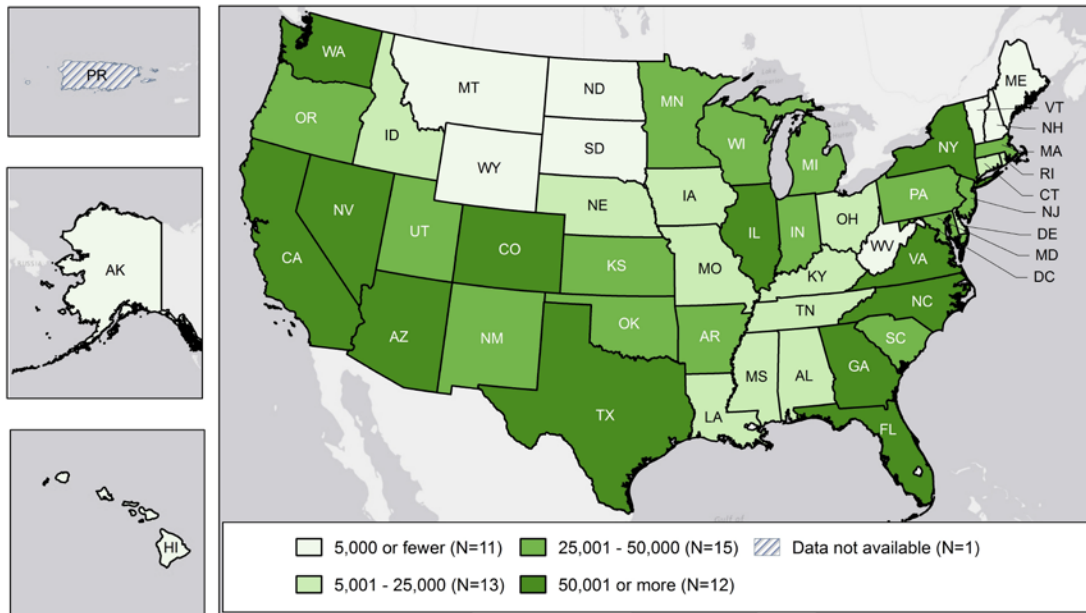 PR
AK
HI
WA
MT
ND
MN
ME
VT
NH
OR
ID
SD
WI
MI
NY
MA
RI
WY
CT
NJ
NE
IA
PA
DE
MD
DC
NV
UT
CO
IL
IN
OH
WV
VA
CA
KS
MO
KY
NC
TN
AZ
NM
OK
AR
SC
MS
AL
GA
TX
LA
FL
5,000 or fewer (N=11)
25,001 - 50,000 (N=15)
Data not available (N=1)
5,001 - 25,000 (N=13)
50,001 or more (N=12)